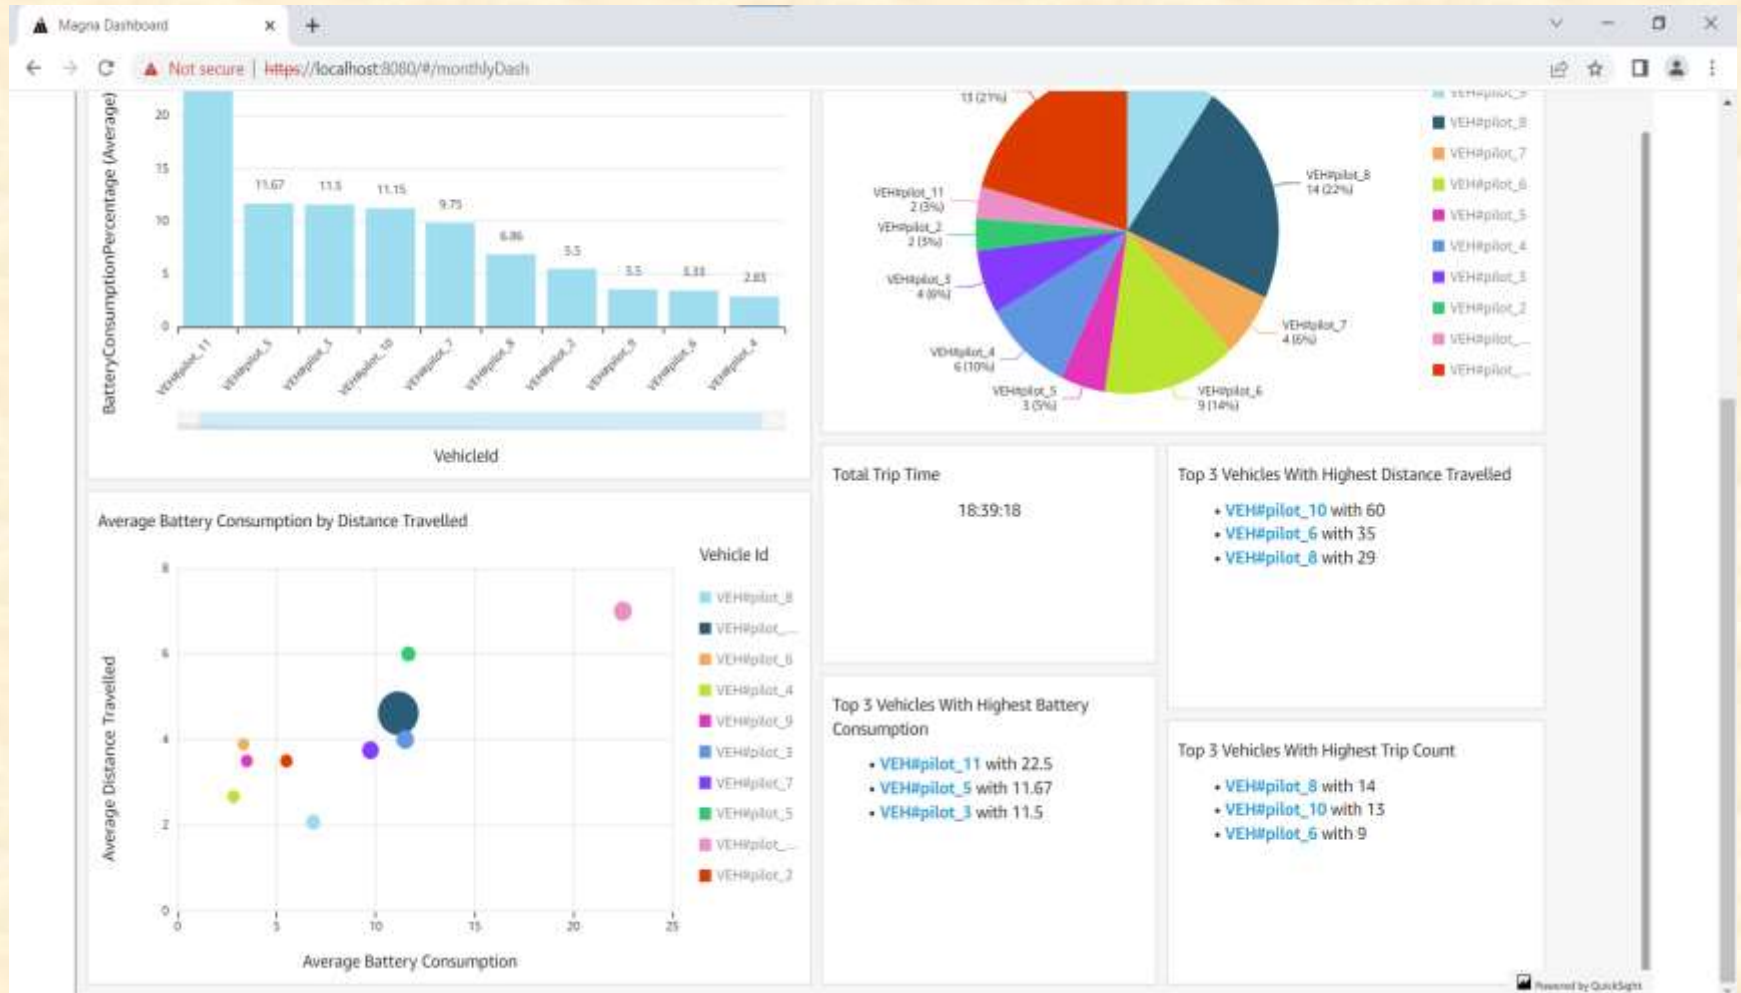 Magna Dashboard
Not secure | https://localhost:8080/#/monthlyDash
BatteryConsumptionPercentage (Average)
20
15
10
5
0
11.67
11.5
11.15
9.75
6.86
5.5
3.5
3.33
2.83
VEH#pilot_11
VEH#pilot_5
VEH#pilot_3
VEH#pilot_10
VEH#pilot_7
VEH#pilot_8
VEH#pilot_2
VEH#pilot_9
VEH#pilot_6
VEH#pilot_4
VehicleId
13 (21%)
VEH#pilot_11
2 (3%)
VEH#pilot_2
2 (3%)
VEH#pilot_3
4 (6%)
VEH#pilot_4
6 (10%)
VEH#pilot_5
3 (5%)
VEH#pilot_6
9 (14%)
VEH#pilot_7
4 (6%)
VEH#pilot_8
14 (22%)
VEH#pilot_9
VEH#pilot_8
VEH#pilot_7
VEH#pilot_6
VEH#pilot_5
VEH#pilot_4
VEH#pilot_3
VEH#pilot_2
VEH#pilot_...
VEH#pilot_...
Average Battery Consumption by Distance Travelled
Average Distance Travelled
8
6
4
2
0
0
5
10
15
20
25
Average Battery Consumption
Vehicle Id
VEH#pilot_8
VEH#pilot_...
VEH#pilot_6
VEH#pilot_4
VEH#pilot_9
VEH#pilot_3
VEH#pilot_7
VEH#pilot_5
VEH#pilot_...
VEH#pilot_2
Total Trip Time
18:39:18
Top 3 Vehicles With Highest Distance Travelled
• VEH#pilot_10 with 60
• VEH#pilot_6 with 35
• VEH#pilot_8 with 29
Top 3 Vehicles With Highest Battery
Consumption
• VEH#pilot_11 with 22.5
• VEH#pilot_5 with 11.67
• VEH#pilot_3 with 11.5
Top 3 Vehicles With Highest Trip Count
• VEH#pilot_8 with 14
• VEH#pilot_10 with 13
• VEH#pilot_6 with 9
Powered by QuickSight